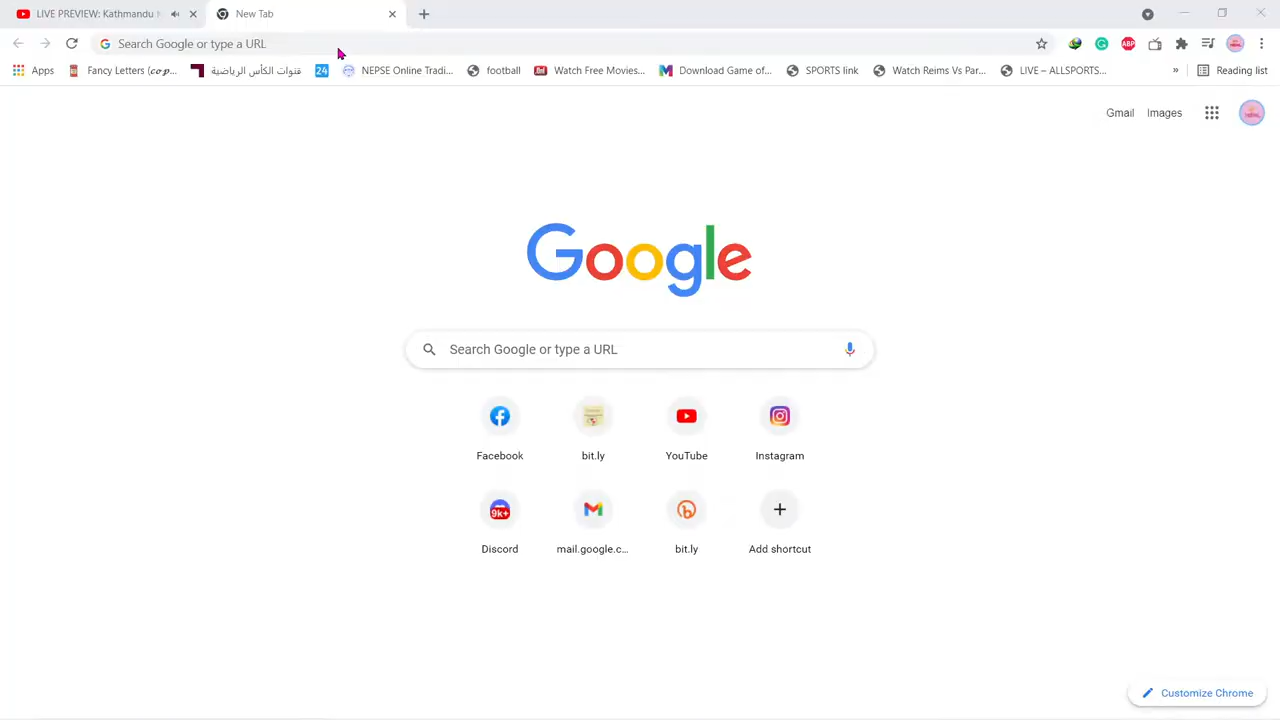 LIVE PREVIEW: Kathmandu
New Tab
Search Google or type a URL
ABP
Apps
Fancy Letters (𝓬𝓸𝓹...
قنوات الكأس الرياضية
24
NEPSE Online Tradi...
football
Watch Free Movies...
Download Game of...
SPORTS link
Watch Reims Vs Par...
LIVE – ALLSPORTS...
»
Reading list
Gmail
Images
Google
Search Google or type a URL
Facebook
bit.ly
YouTube
Instagram
9k+
Discord
mail.google.c...
bit.ly
Add shortcut
Customize Chrome